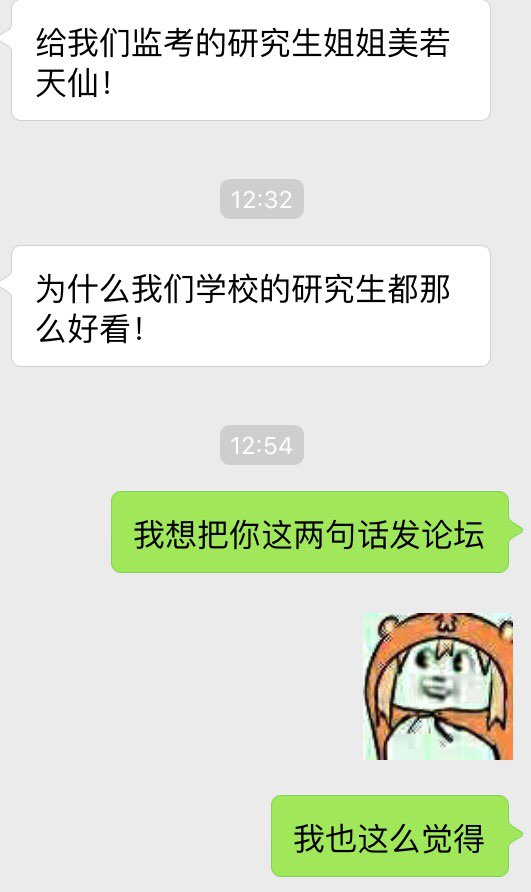 给我们监考的研究生姐姐美若
天仙！
12:32
为什么我们学校的研究生都那
么好看！
12:54
我想把你这两句话发论坛
我也这么觉得